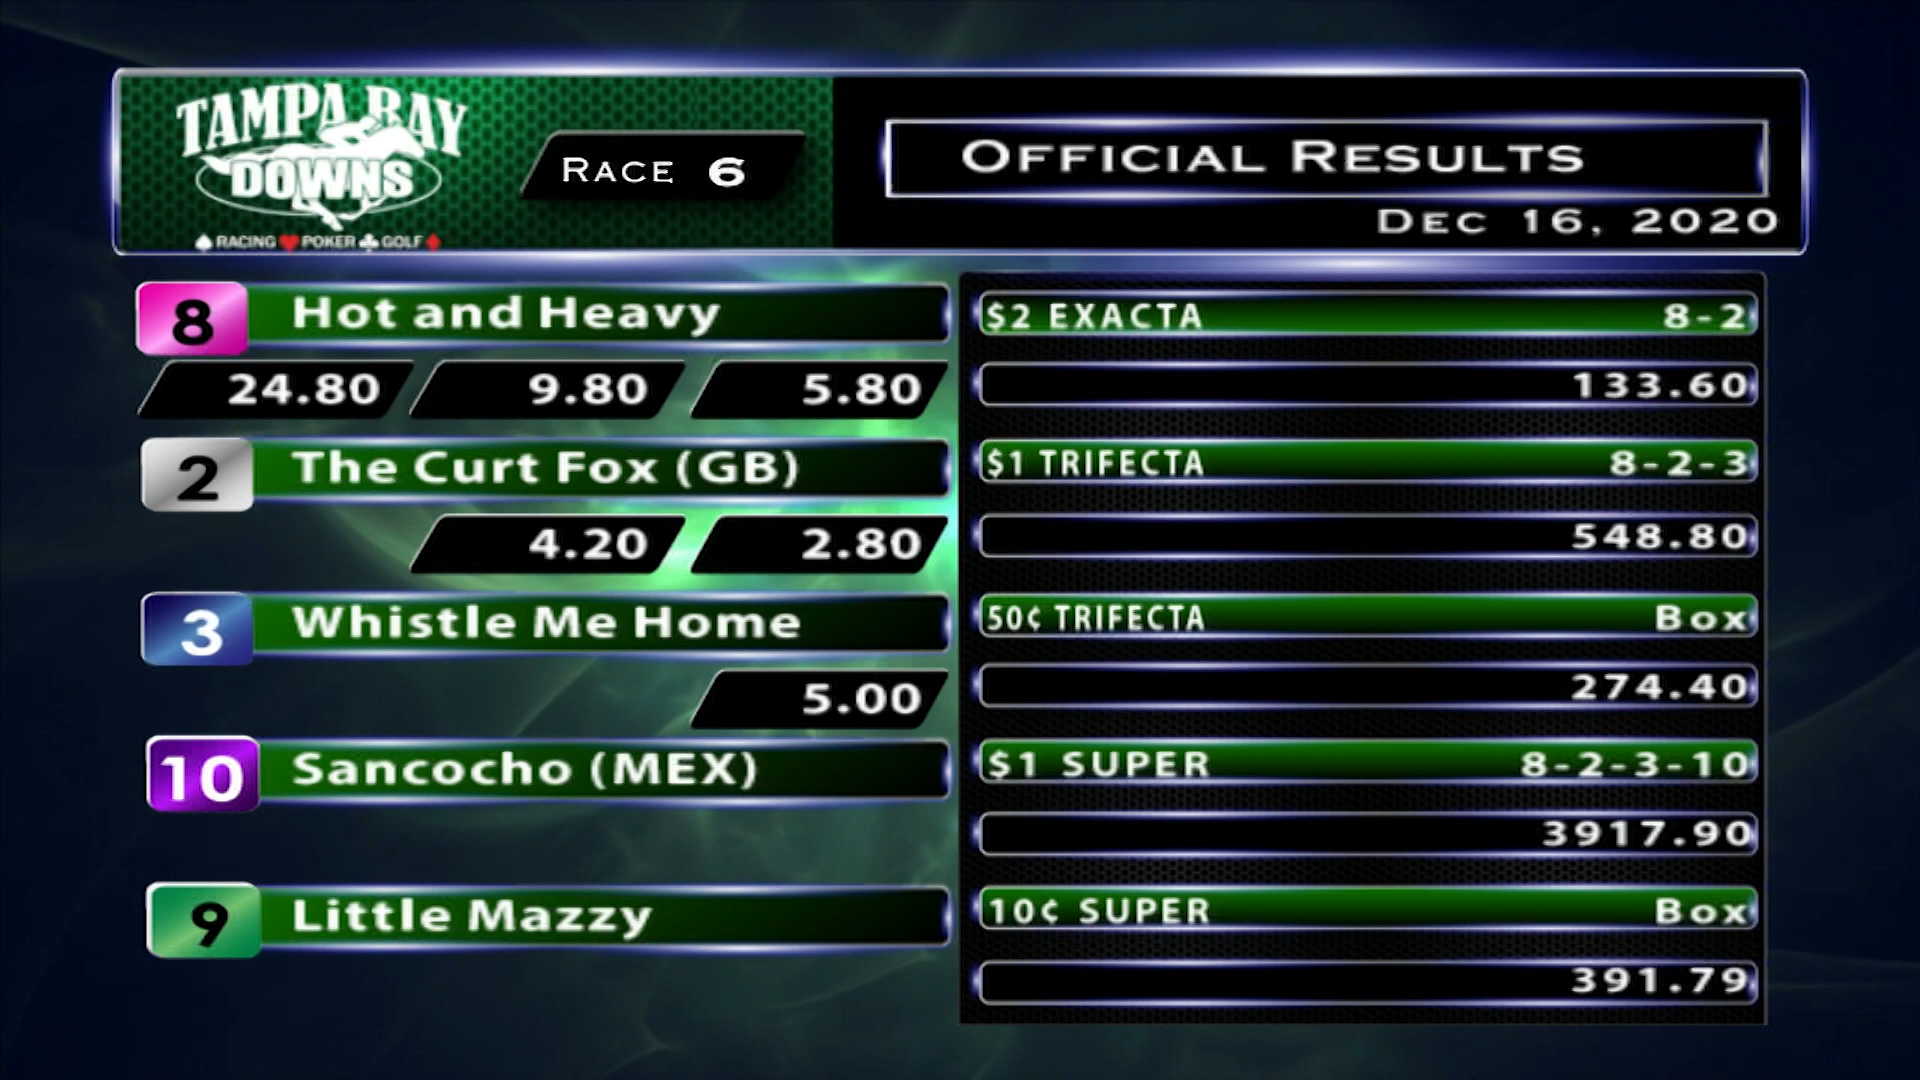 TAMPA BAY
DOWNS
RACING POKER GOLF
RACE 6
OFFICIAL RESULTS
DEC 16, 2020
8 Hot and Heavy
24.80 9.80 5.80
2 The Curt Fox (GB)
4.20 2.80
3 Whistle Me Home
5.00
10 Sancocho (MEX)
9 Little Mazzy
$2 EXACTA 8-2
133.60
$1 TRIFECTA 8-2-3
548.80
50¢ TRIFECTA Box
274.40
$1 SUPER 8-2-3-10
3917.90
10¢ SUPER Box
391.79